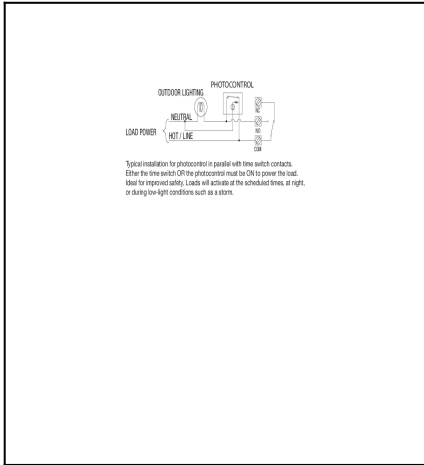 PHOTOCONTROL
OUTDOOR LIGHTING
NC
NEUTRAL
NO
LOAD POWER
HOT / LINE
COM
Typical installation for photocontrol in parallel with time switch contacts.
Either the time switch OR the photocontrol must be ON to power the load.
Ideal for improved safety. Loads will activate at the scheduled times, at night,
or during low-light conditions such as a storm.